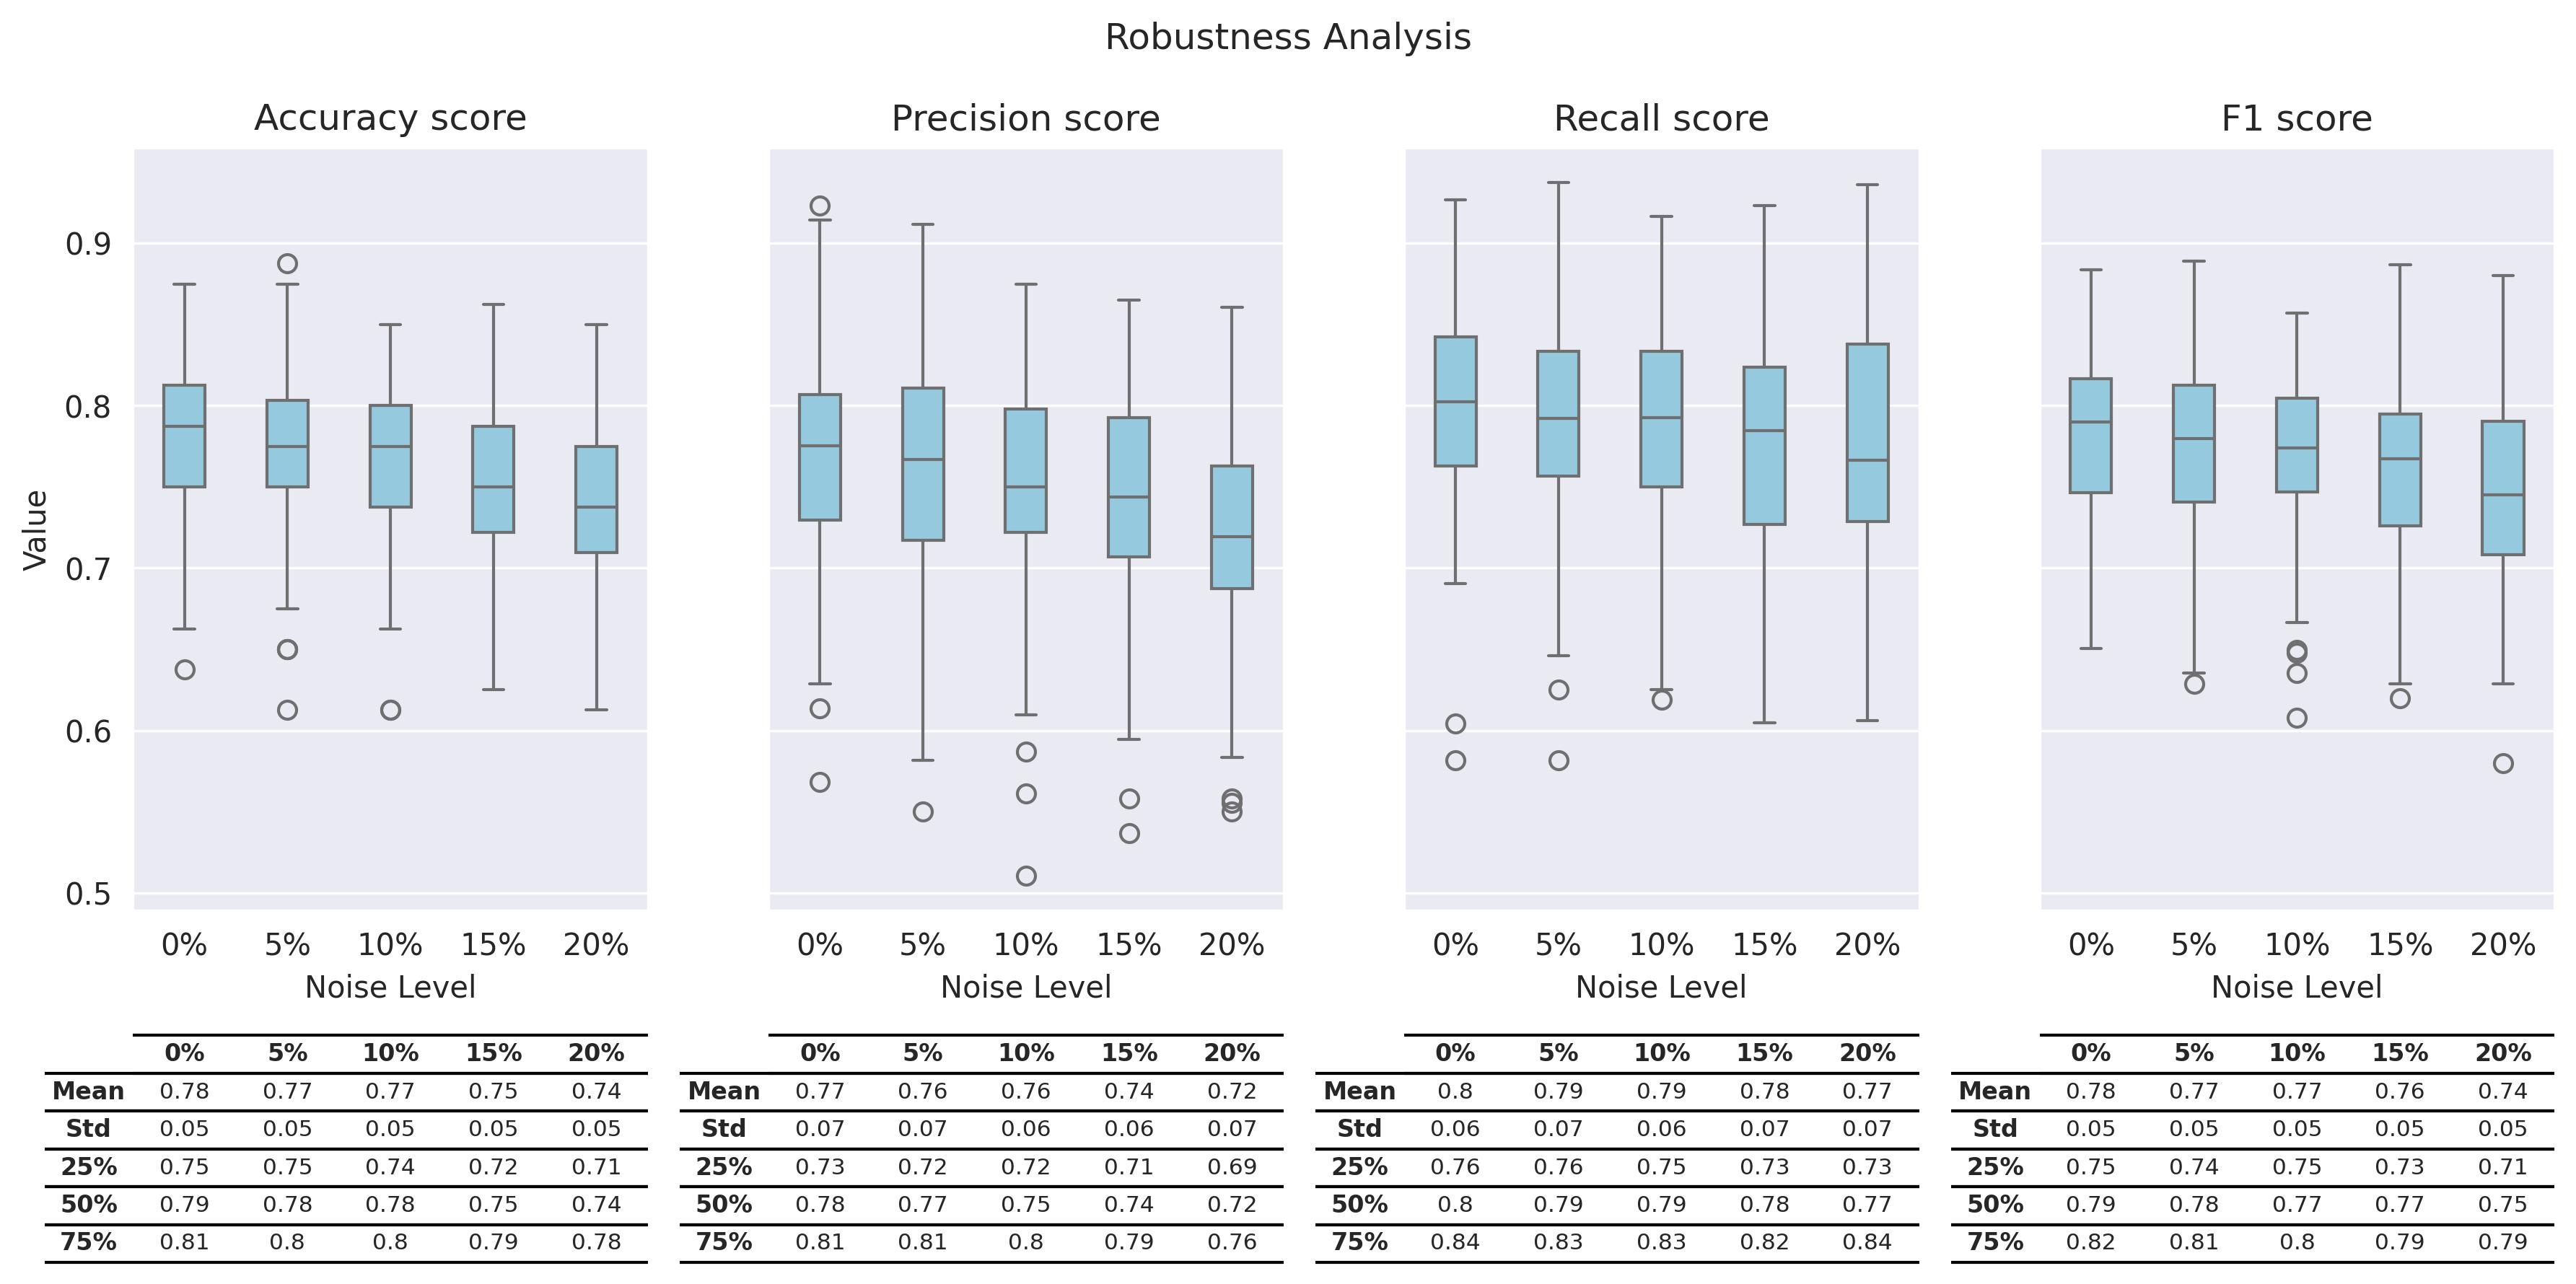 Robustness Analysis
Accuracy score
Precision score
Recall score
F1 score
Value
0.9
0.8
0.7
0.6
0.5
0% 5% 10% 15% 20%
0% 5% 10% 15% 20%
0% 5% 10% 15% 20%
0% 5% 10% 15% 20%
Noise Level
Noise Level
Noise Level
Noise Level
0% 5% 10% 15% 20%
Mean 0.78 0.77 0.77 0.75 0.74
Std 0.05 0.05 0.05 0.05 0.05
25% 0.75 0.75 0.74 0.72 0.71
50% 0.79 0.78 0.78 0.75 0.74
75% 0.81 0.8 0.8 0.79 0.78
0% 5% 10% 15% 20%
Mean 0.77 0.76 0.76 0.74 0.72
Std 0.07 0.07 0.06 0.06 0.07
25% 0.73 0.72 0.72 0.71 0.69
50% 0.78 0.77 0.75 0.74 0.72
75% 0.81 0.81 0.8 0.79 0.76
0% 5% 10% 15% 20%
Mean 0.8 0.79 0.79 0.78 0.77
Std 0.06 0.07 0.06 0.07 0.07
25% 0.76 0.76 0.75 0.73 0.73
50% 0.8 0.79 0.79 0.78 0.77
75% 0.84 0.83 0.83 0.82 0.84
0% 5% 10% 15% 20%
Mean 0.78 0.77 0.77 0.76 0.74
Std 0.05 0.05 0.05 0.05 0.05
25% 0.75 0.74 0.75 0.73 0.71
50% 0.79 0.78 0.77 0.77 0.75
75% 0.82 0.81 0.8 0.79 0.79